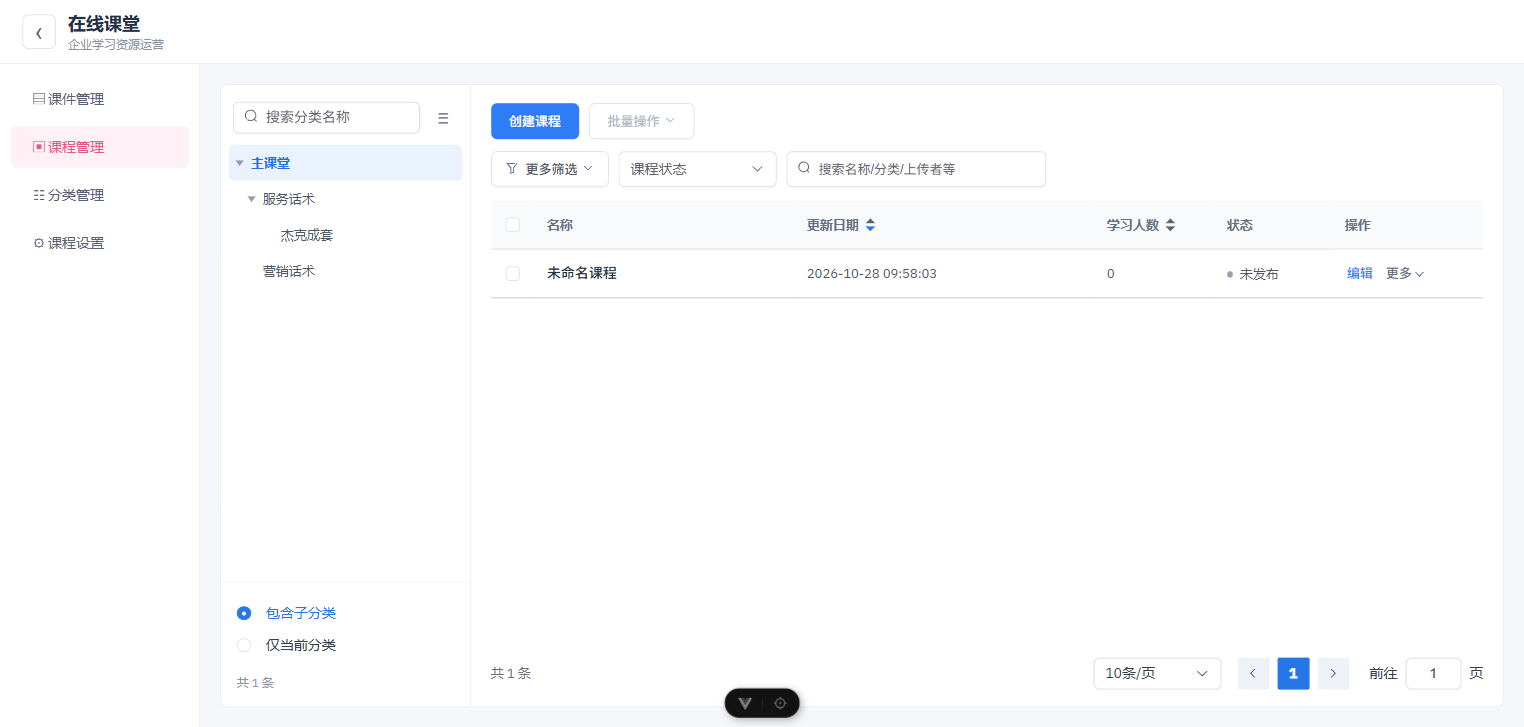 在线课堂
企业学习资源运营
课件管理
课程管理
分类管理
课程设置
搜索分类名称
主课堂
服务话术
杰克成套
营销话术
包含子分类
仅当前分类
共 1 条
创建课程 批量操作
更多筛选 课程状态 搜索名称/分类/上传者等
名称 更新日期 学习人数 状态 操作
未命名课程 2026-10-28 09:58:03 0 未发布 编辑 更多
共 1 条 10条/页 1 前往 1 页